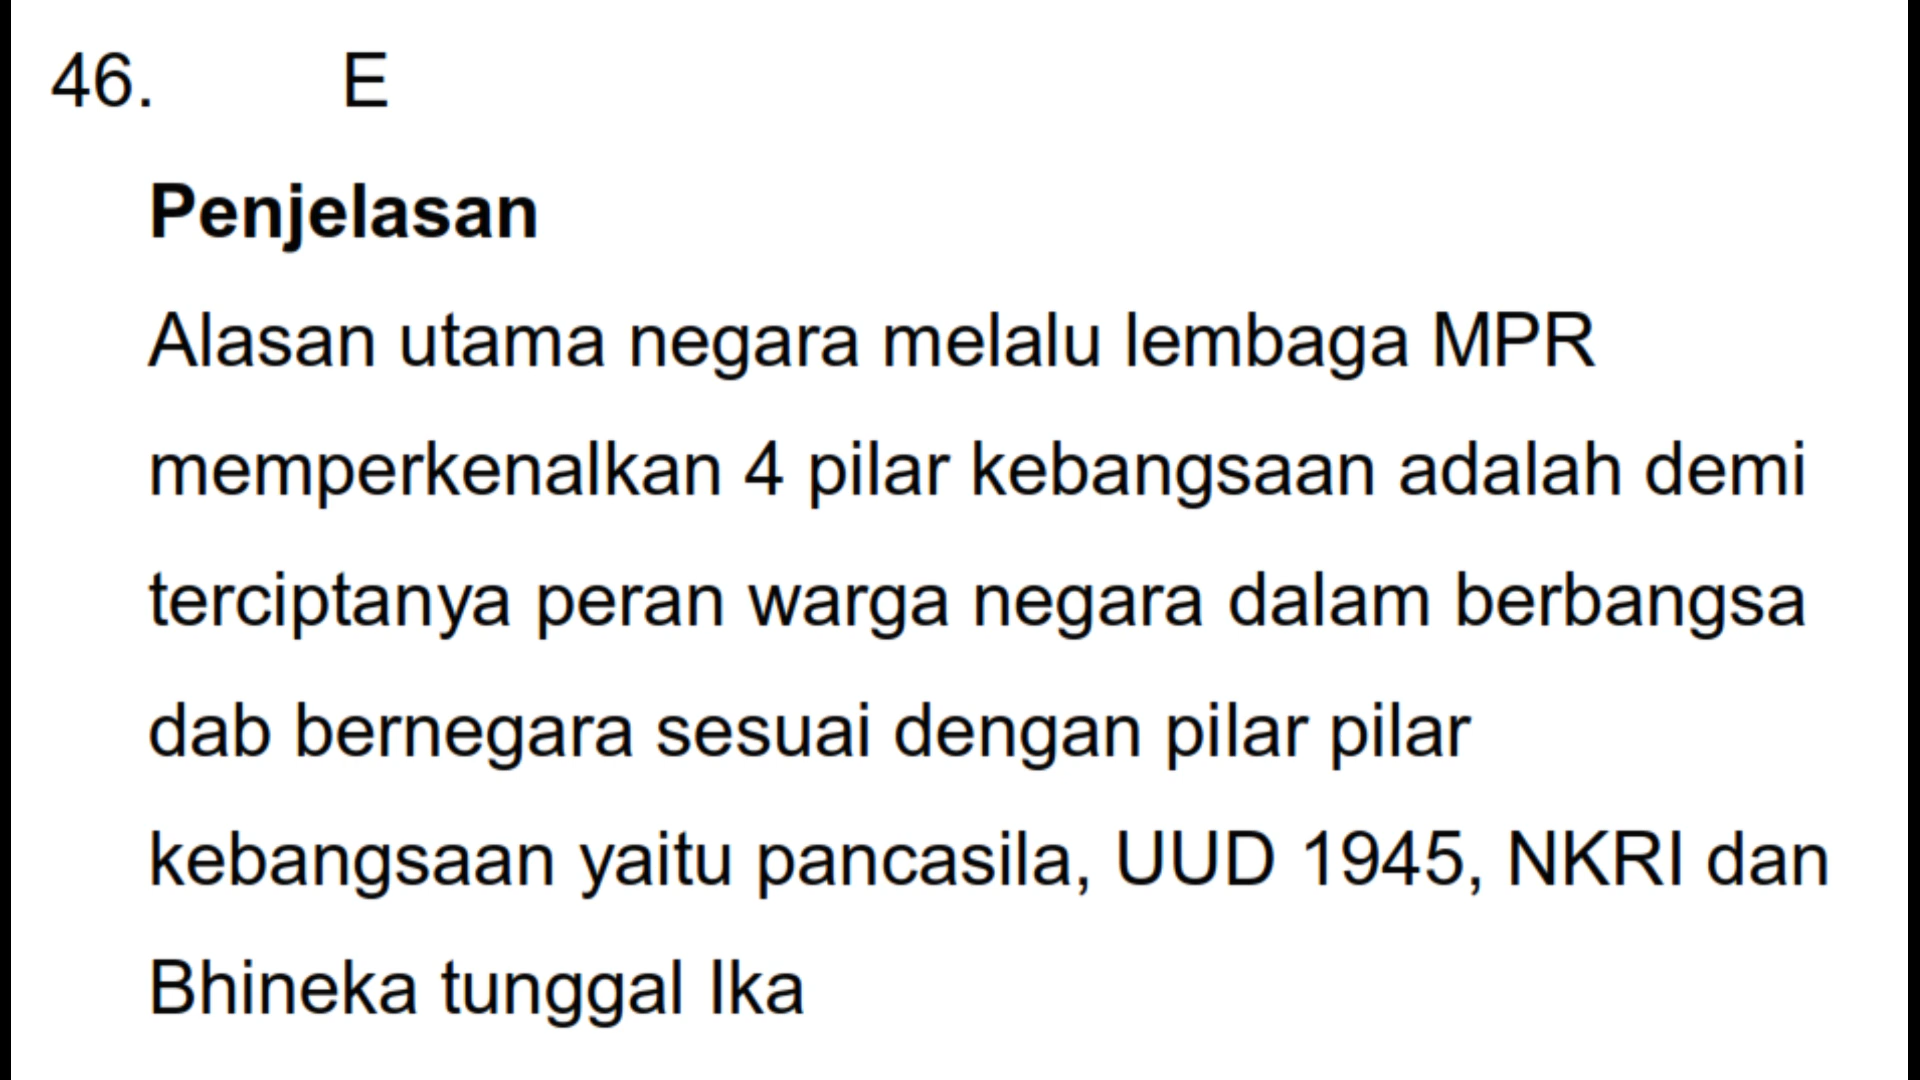 46. E
Penjelasan
Alasan utama negara melalu lembaga MPR
memperkenalkan 4 pilar kebangsaan adalah demi
terciptanya peran warga negara dalam berbangsa
dab bernegara sesuai dengan pilar pilar
kebangsaan yaitu pancasila, UUD 1945, NKRI dan
Bhineka tunggal Ika